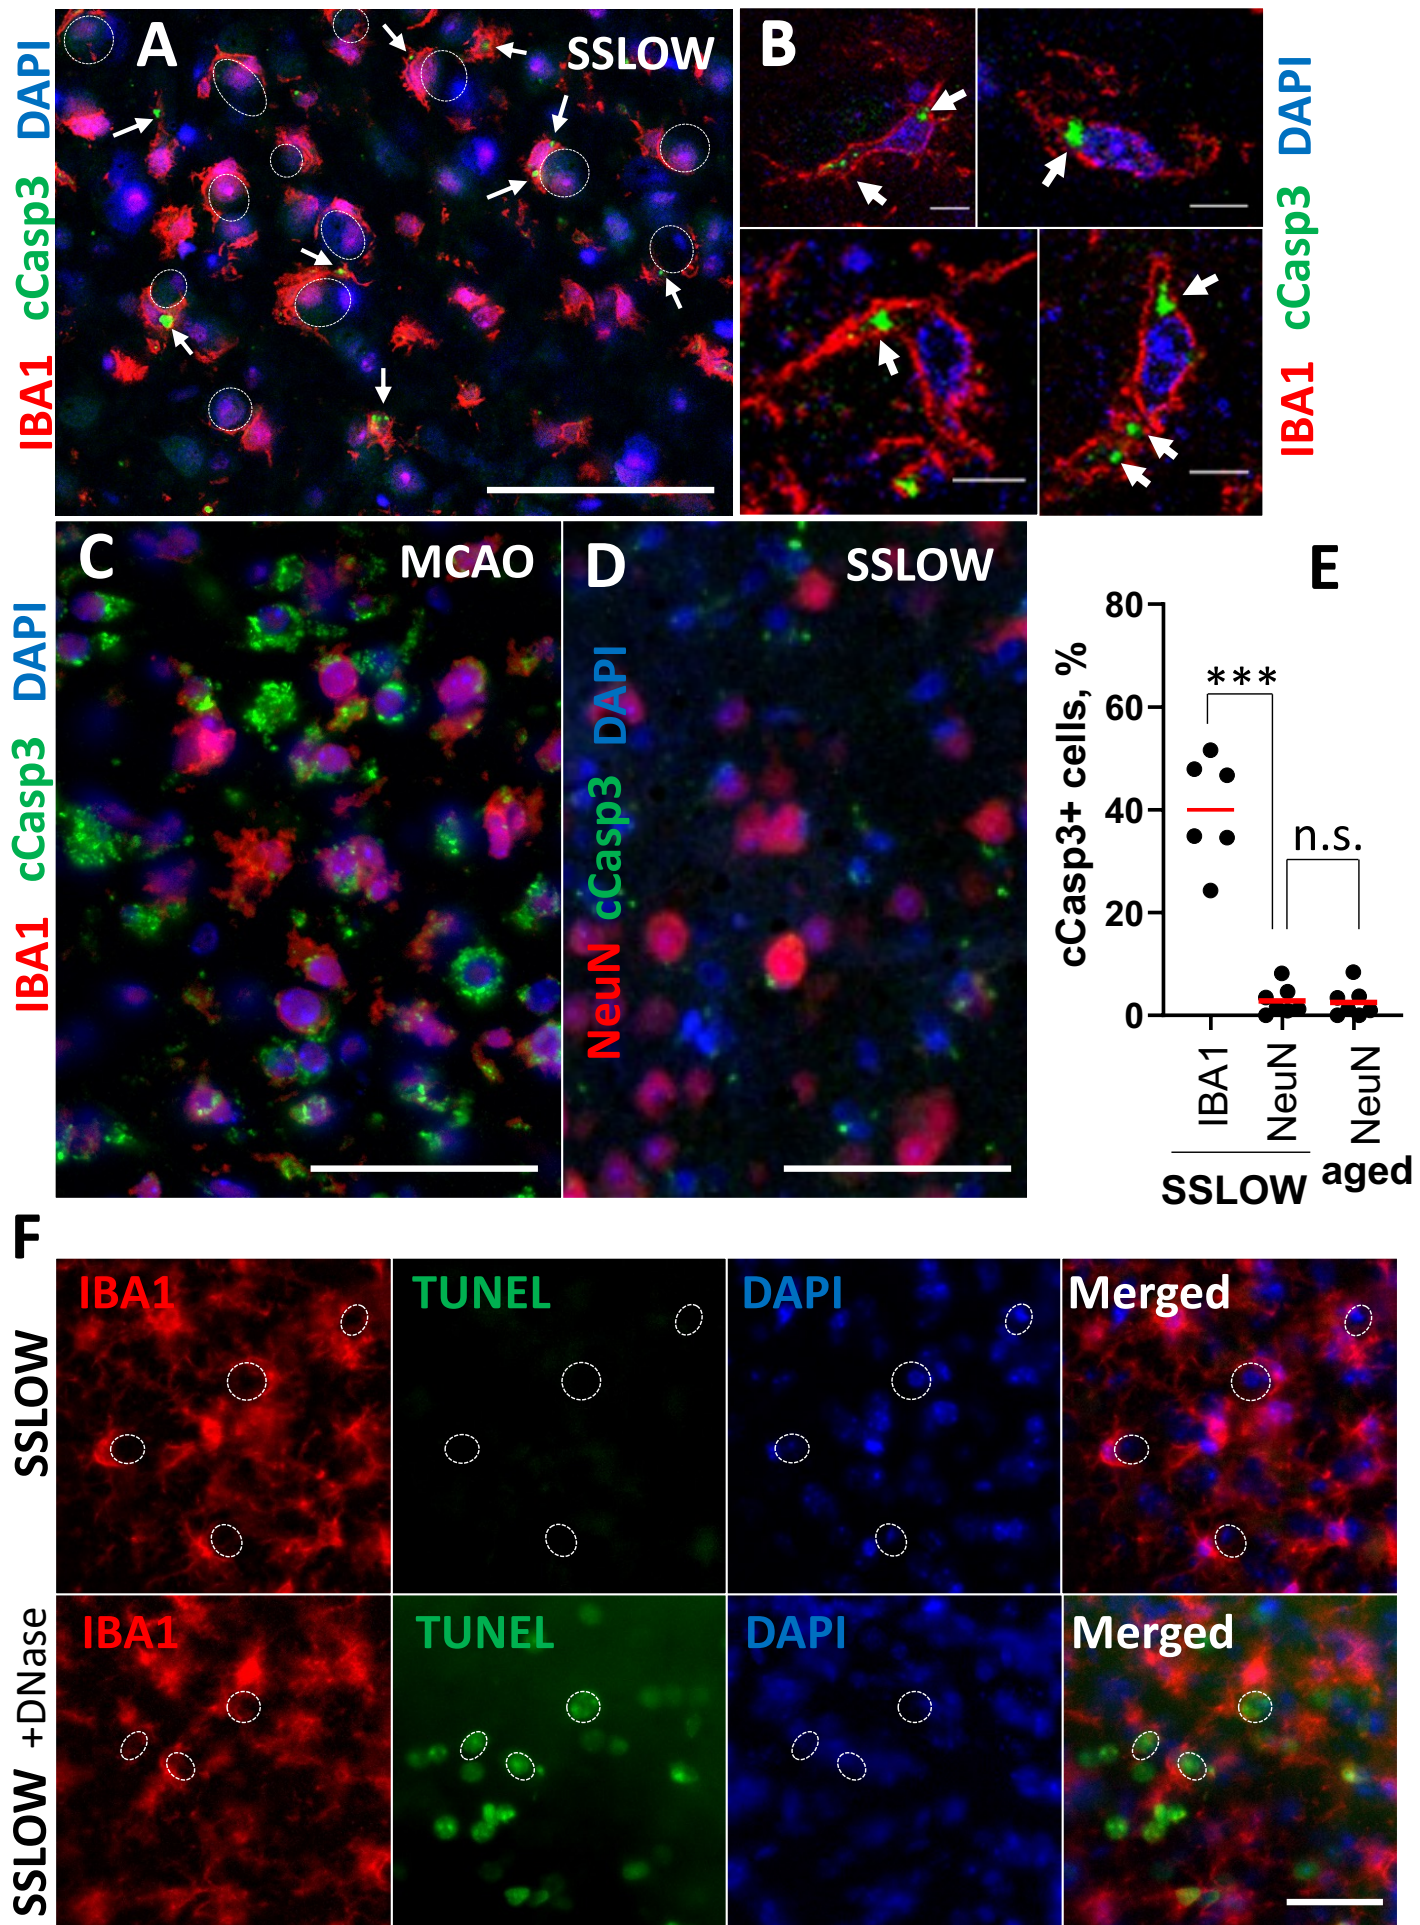 A
SSLOW
IBA1 cCasp3 DAPI
B
IBA1 cCasp3 DAPI
C
MCAO
IBA1 cCasp3 DAPI
D
SSLOW
NeuN cCasp3 DAPI
E
cCasp3+ cells, %
80
60
40
20
0
***
n.s.
IBA1
NeuN
NeuN
SSLOW
aged
F
SSLOW
IBA1
TUNEL
DAPI
Merged
SSLOW +DNase
IBA1
TUNEL
DAPI
Merged